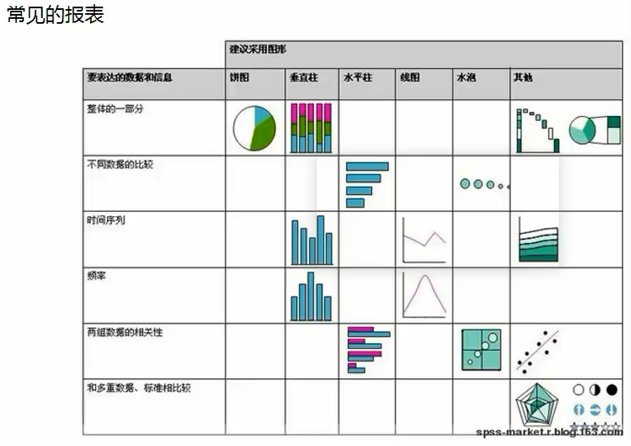 常见的报表
建议采用图形
要表达的数据和信息 饼图 垂直柱 水平柱 线图 水泡 其他
整体的一部分
不同数据的比较
时间序列
频率
两组数据的相关性
和多重数据、标准相比较
spss-market.r.blog.163.com